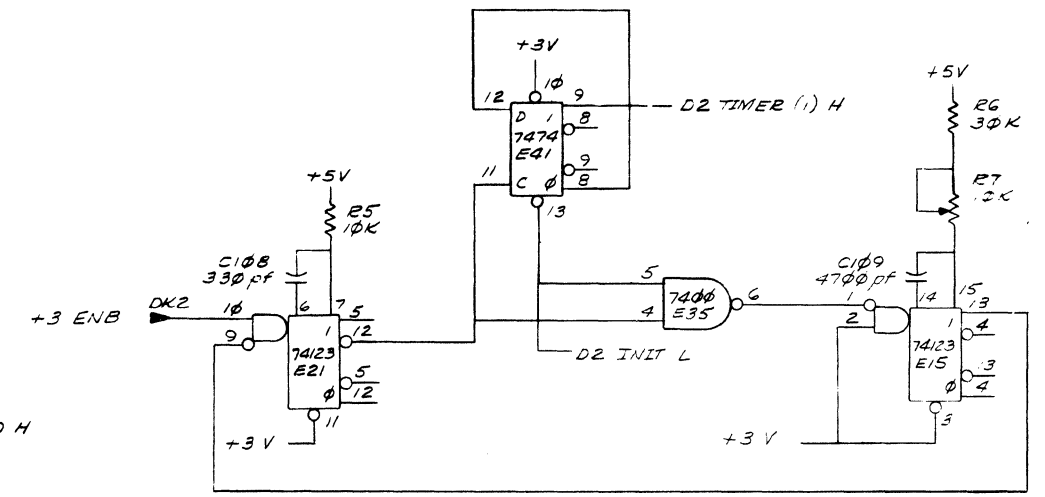 +3V
1Ø
12
9
D2 TIMER (1) H
D 1
8
7474
E41
9
11
C Ø
8
13
+5V
R5
1ØK
C1Ø8
33Ø pf
+3 ENB
DK2
1Ø
9
6
7
5
1
12
74123
E21
5
Ø
12
11
+3 V
5
4
74ØØ
E35
6
D2 INIT L
+5V
R6
3ØK
R7
C1Ø9
47ØØ pf
1
2
14
15
13
1
4
74123
E15
13
Ø
4
3
+3 V
H